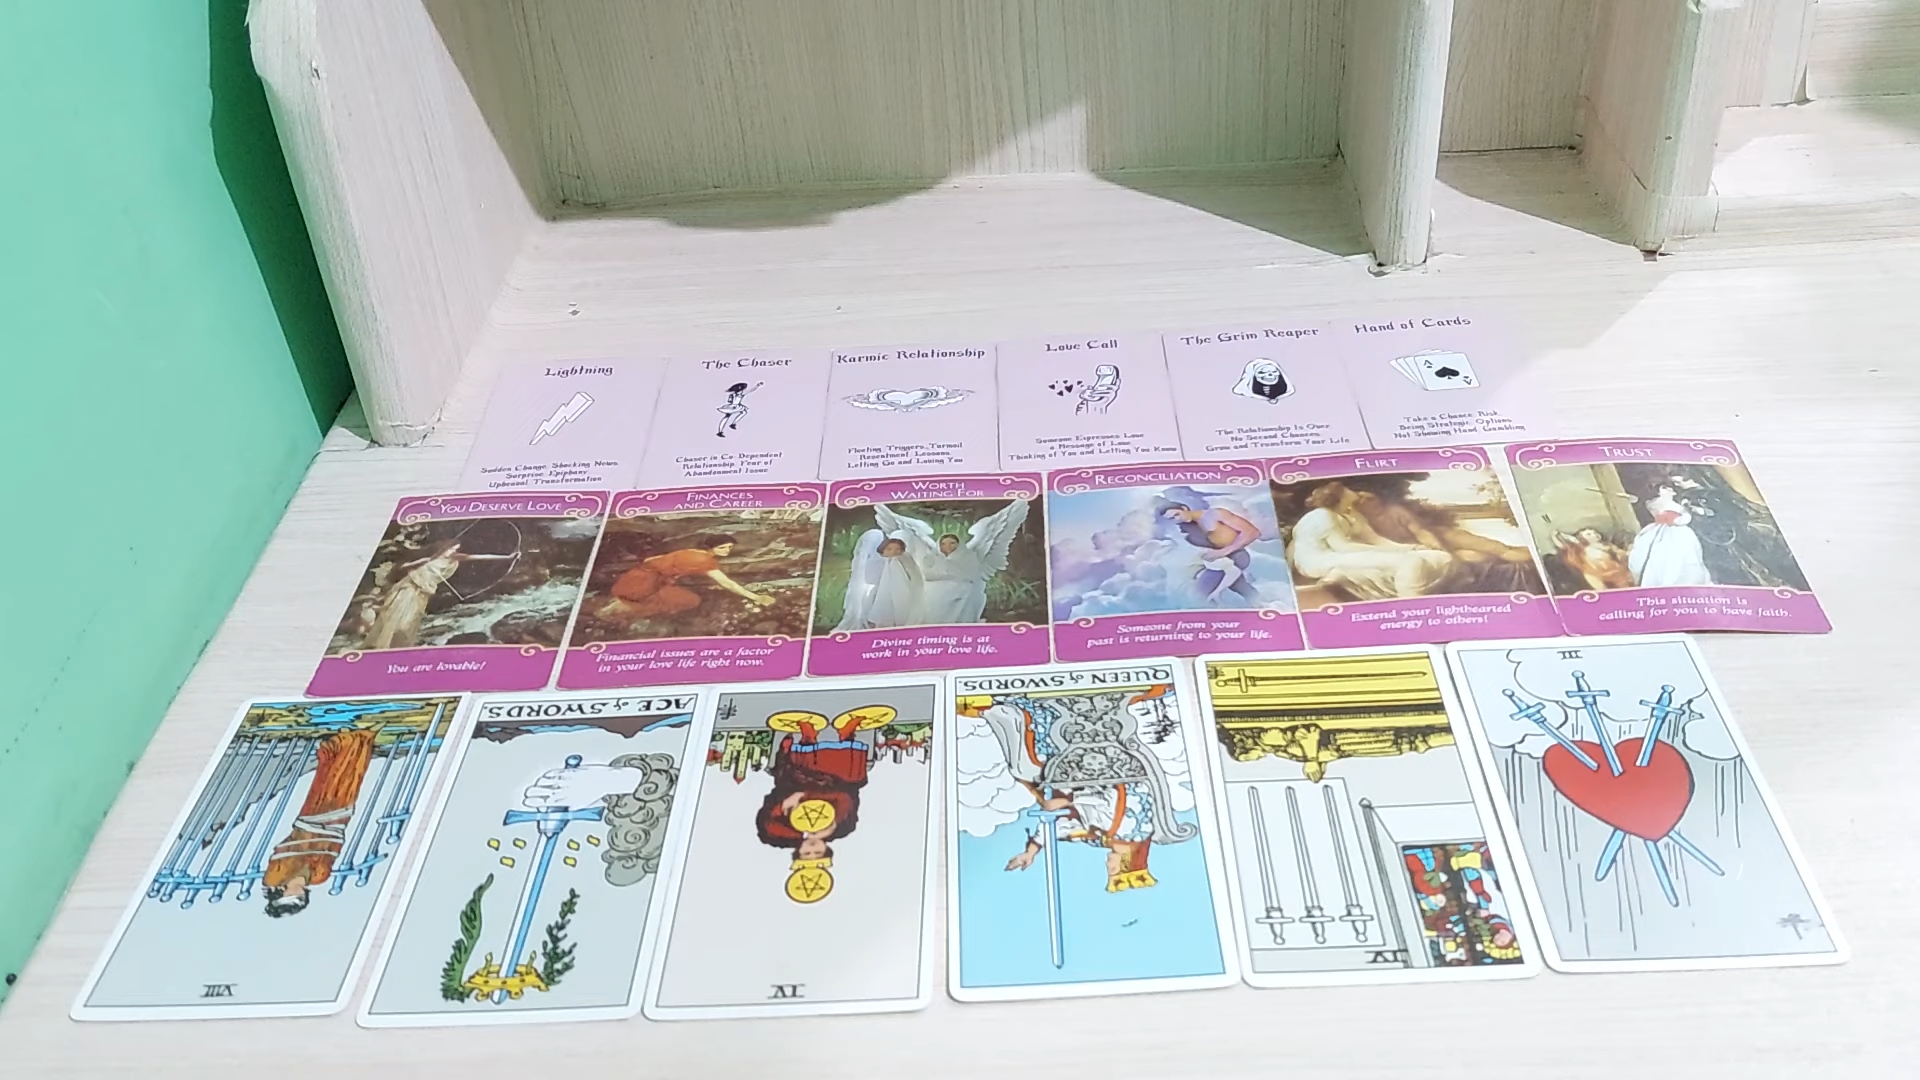 Lightning
Sudden Change, Shocking News
Surprise, Epiphany
Upheaval, Transformation
The Chaser
Chaser in Co-Dependent
Relationship, Fear of
Abandonment Issue
Karmic Relationship
Fleeting, Triggers, Turmoil
Resentment, Lessons,
Letting Go and Loving You
Love Call
Someone Expresses Love
a Message of Love
Thinking of You and Letting You Know
The Grim Reaper
The Relationship Is Over
No Second Chances
Grow and Transform Your Life
Hand of Cards
Take a Chance, Risk,
Being Strategic, Options
Not Showing Hand, Gambling
YOU DESERVE LOVE
You are lovable!
FINANCES
AND CAREER
Financial issues are a factor
in your love life right now.
WORTH
WAITING FOR
Divine timing is at
work in your love life.
RECONCILIATION
Someone from your
past is returning to your life.
FLIRT
Extend your lighthearted
energy to others!
TRUST
This situation is
calling for you to have faith.
VIII
ACE of SWORDS.
IV
QUEEN of SWORDS.
IV
III